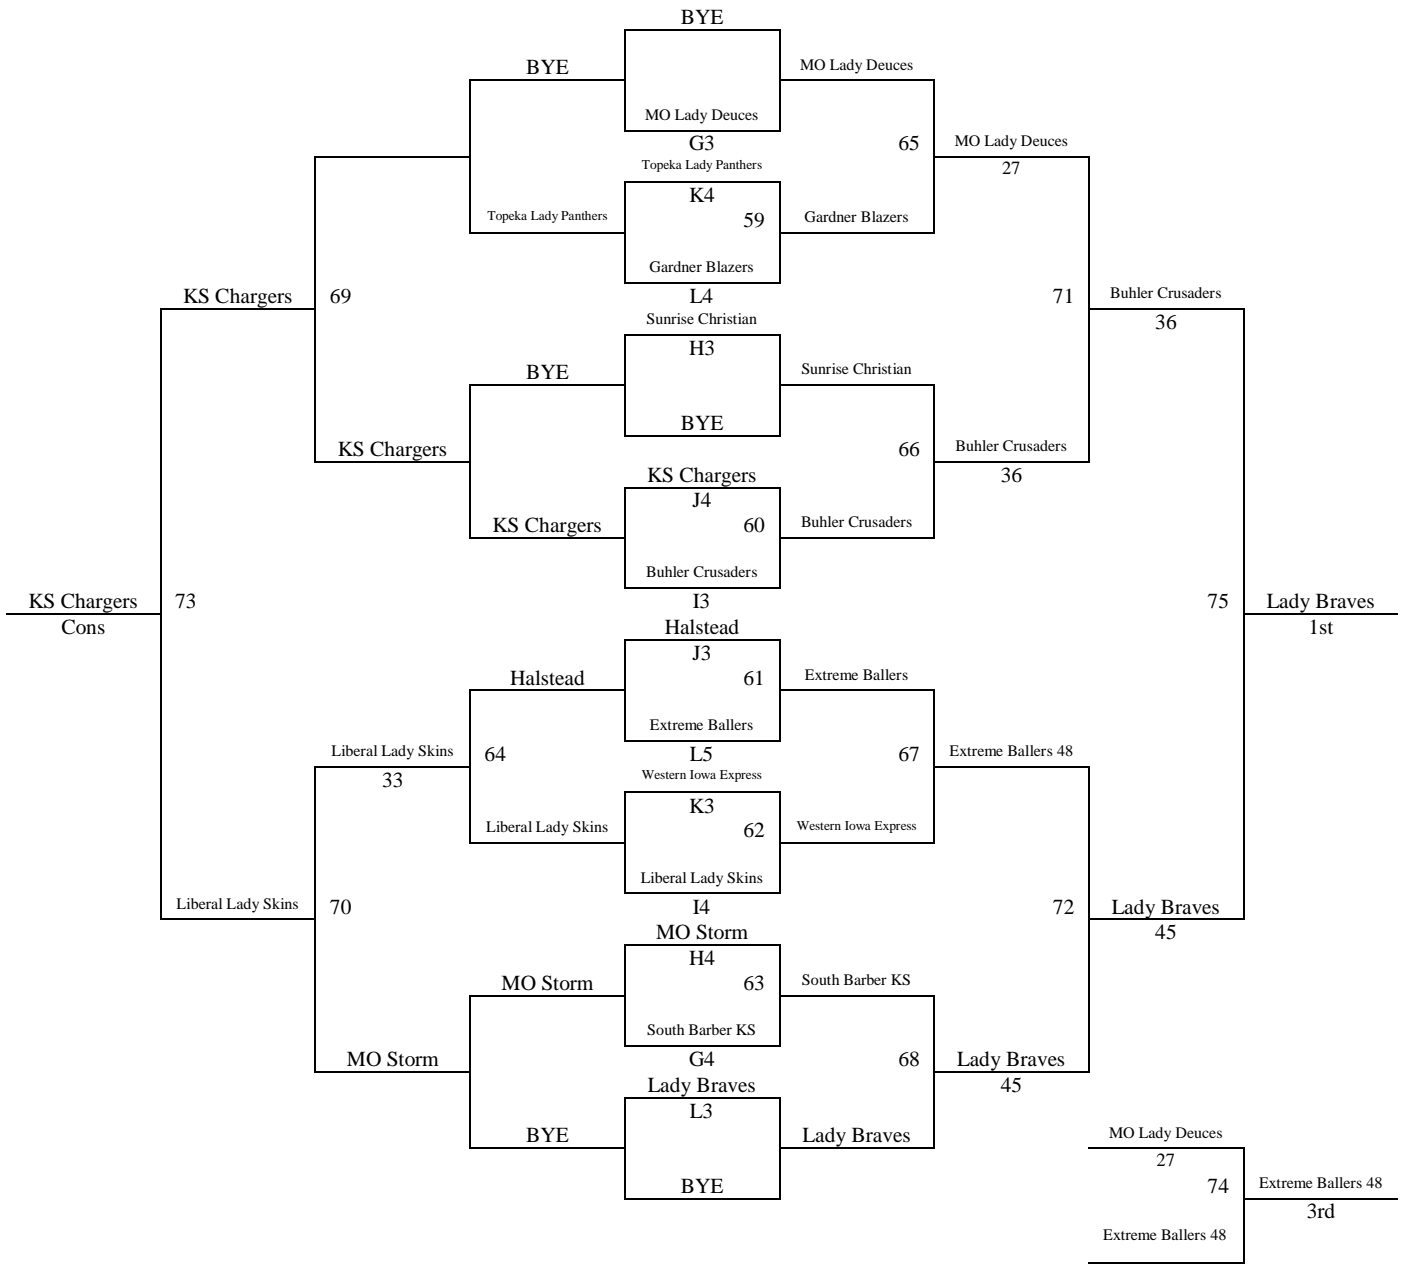 BYE
BYE
MO Lady Deuces
MO Lady Deuces
G3
65
MO Lady Deuces
27
Topeka Lady Panthers
K4
Topeka Lady Panthers
59
Gardner Blazers
Gardner Blazers
L4
KS Chargers
69
71
Buhler Crusaders
36
Sunrise Christian
H3
BYE
Sunrise Christian
BYE
KS Chargers
66
Buhler Crusaders
36
KS Chargers
J4
KS Chargers
60
Buhler Crusaders
Buhler Crusaders
I3
KS Chargers
Cons
73
75
Lady Braves
1st
Halstead
J3
Halstead
61
Extreme Ballers
Extreme Ballers
L5
Liberal Lady Skins
33
64
67
Extreme Ballers 48
Western Iowa Express
K3
Liberal Lady Skins
62
Western Iowa Express
Liberal Lady Skins
I4
Liberal Lady Skins
70
72
Lady Braves
45
MO Storm
H4
MO Storm
63
South Barber KS
South Barber KS
G4
MO Storm
68
Lady Braves
45
Lady Braves
L3
BYE
Lady Braves
BYE
MO Lady Deuces
27
74
Extreme Ballers 48
3rd
Extreme Ballers 48